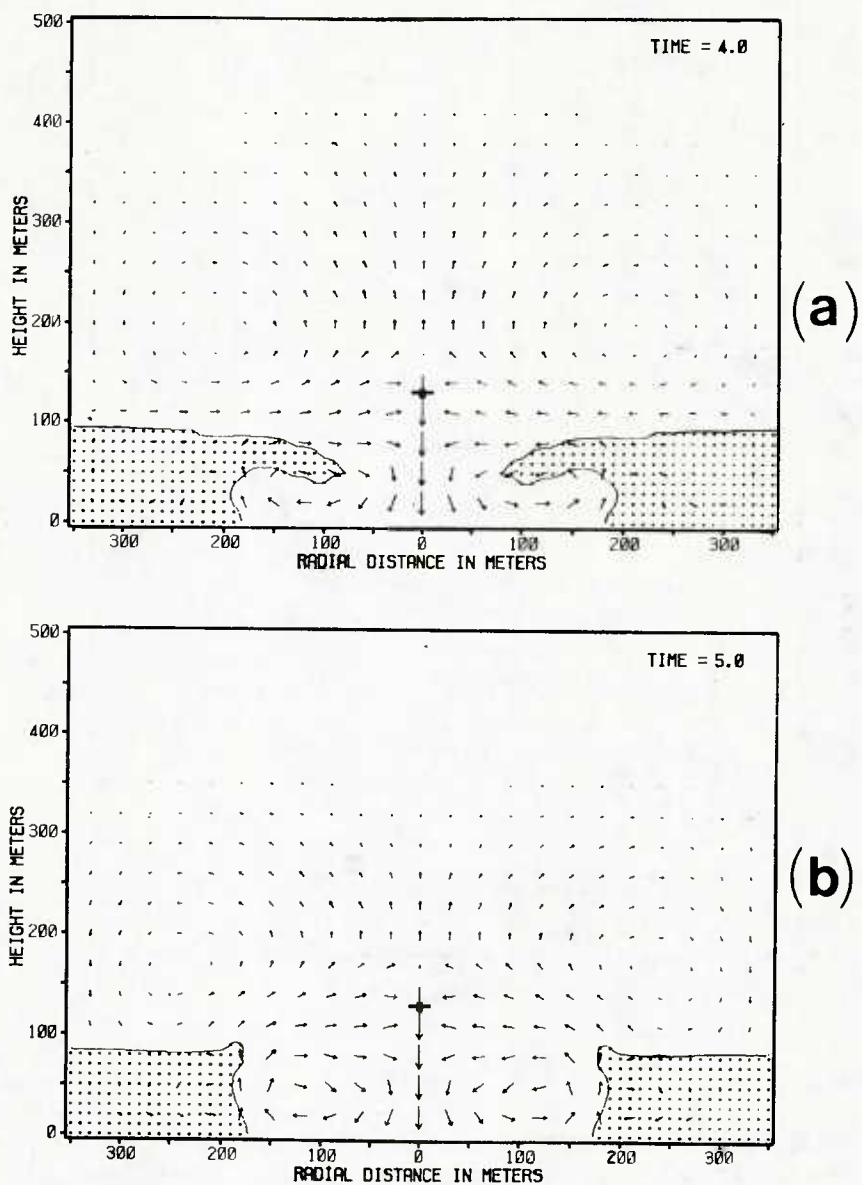 500
TIME = 4.0
400
300
200
100
0
HEIGHT IN METERS
300 200 100 0 100 200 300
RADIAL DISTANCE IN METERS
(a)
500
TIME = 5.0
400
300
200
100
0
HEIGHT IN METERS
300 200 100 0 100 200 300
RADIAL DISTANCE IN METERS
(b)